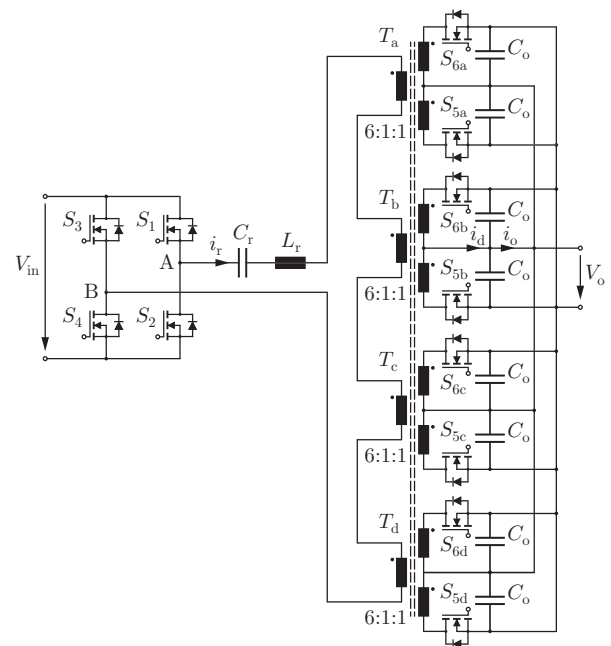 T_a
S_6a
C_o
S_5a
C_o
6:1:1
T_b
S_6b
C_o
i_d
i_o
S_5b
C_o
6:1:1
V_o
S_3
S_1
V_in
A
i_r
C_r
L_r
B
S_4
S_2
T_c
S_6c
C_o
S_5c
C_o
6:1:1
T_d
S_6d
C_o
S_5d
C_o
6:1:1